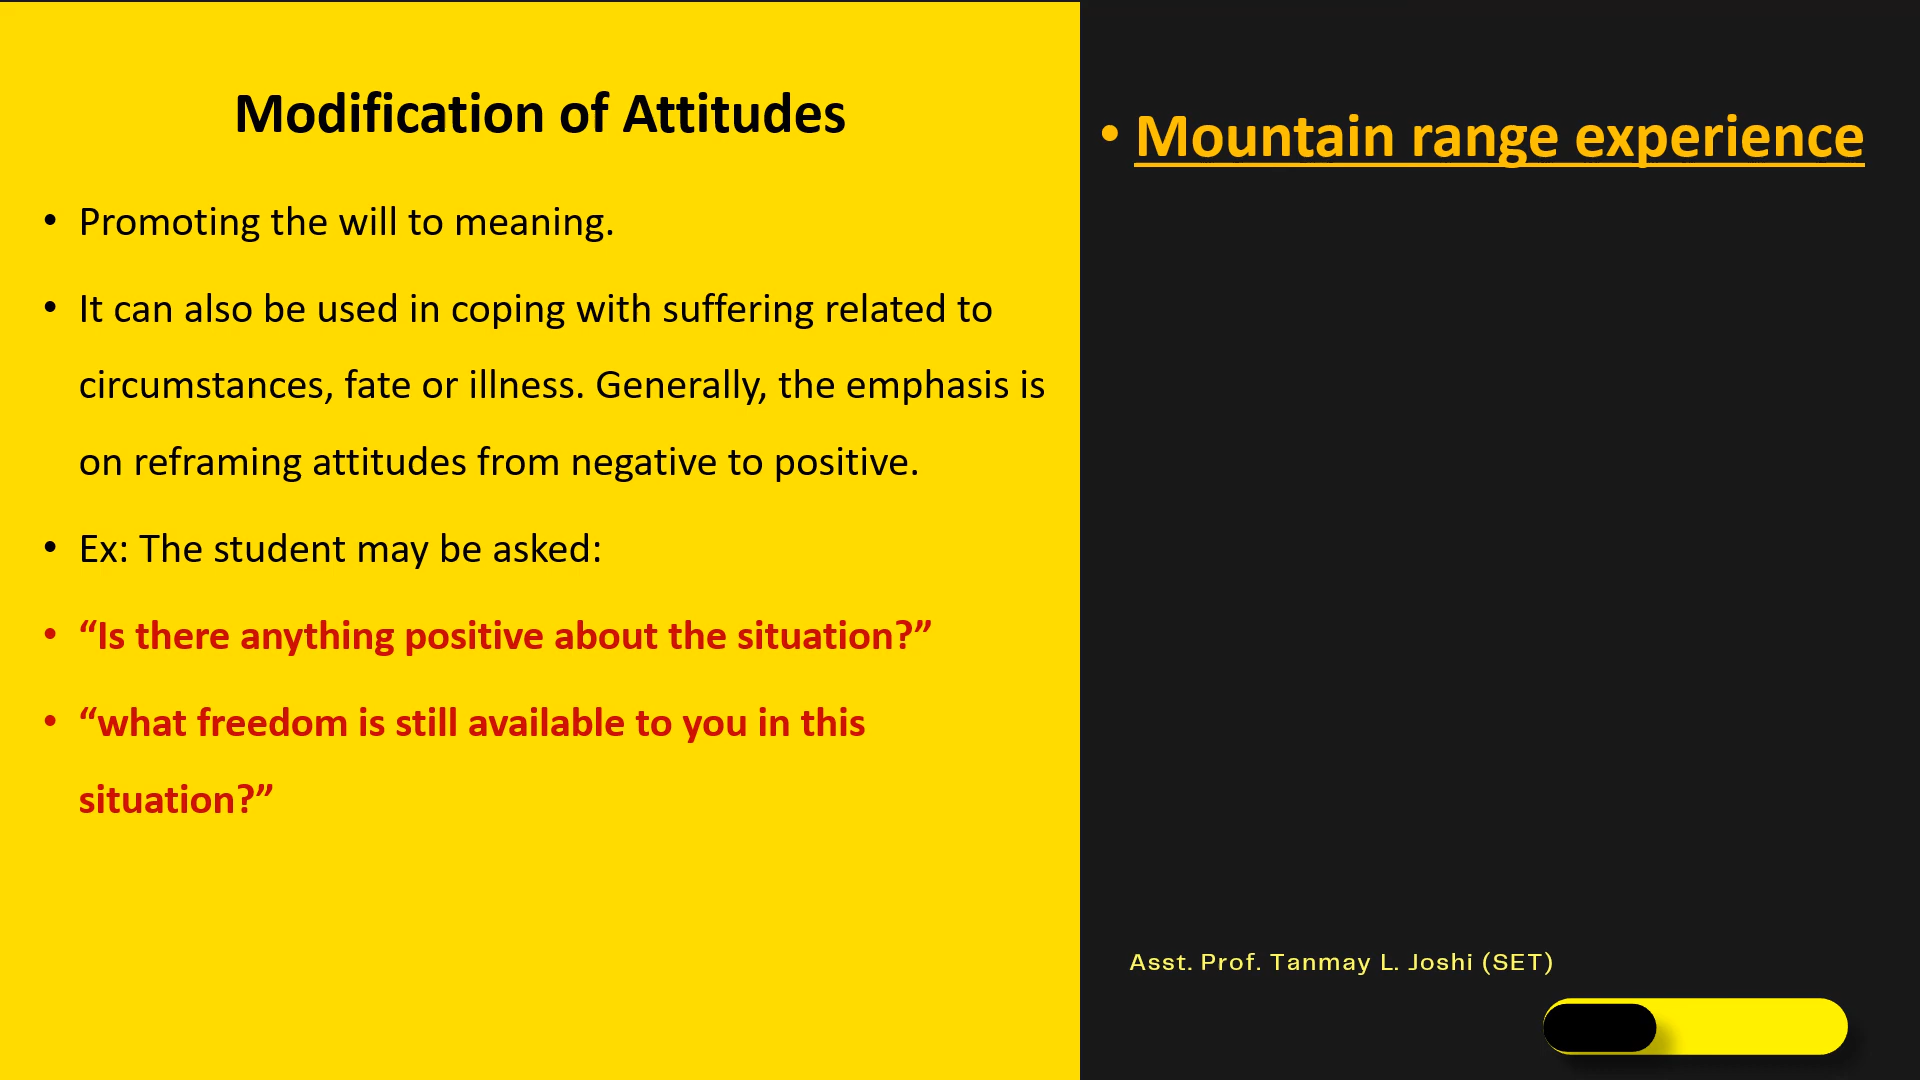 Modification of Attitudes
• Promoting the will to meaning.
• It can also be used in coping with suffering related to
circumstances, fate or illness. Generally, the emphasis is
on reframing attitudes from negative to positive.
• Ex: The student may be asked:
• “Is there anything positive about the situation?”
• “what freedom is still available to you in this
situation?”
• Mountain range experience
Asst. Prof. Tanmay L. Joshi (SET)